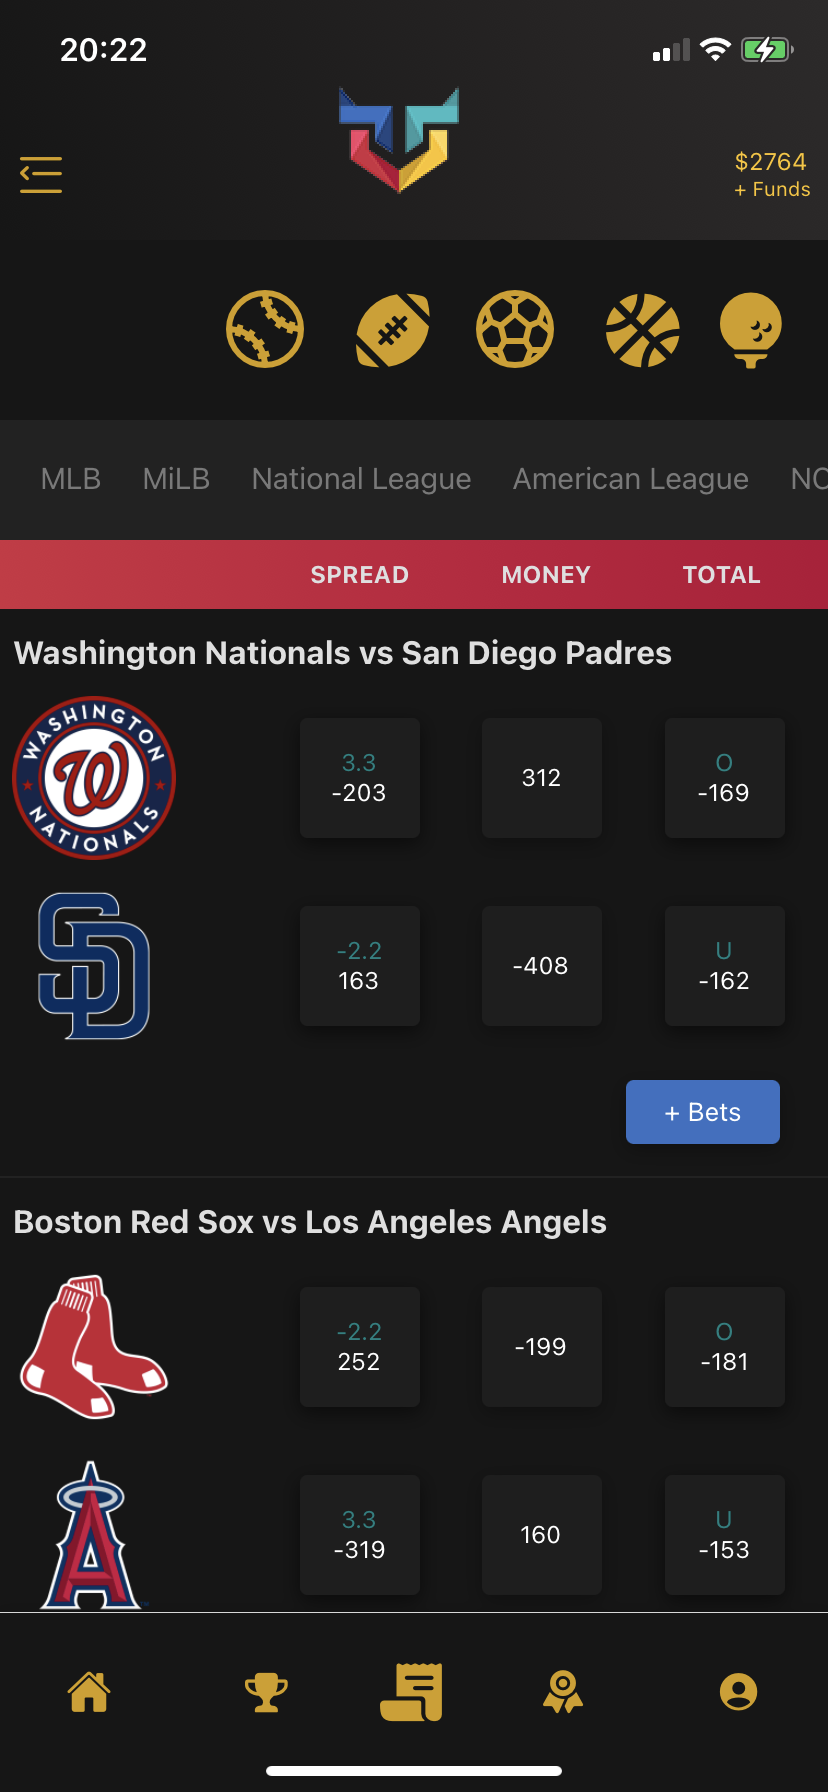 20:22
$2764
+ Funds
MLB MiLB National League American League NC
SPREAD MONEY TOTAL
Washington Nationals vs San Diego Padres
WASHINGTON
W
NATIONALS
3.3
-203
312
O
-169
SD
-2.2
163
-408
U
-162
+ Bets
Boston Red Sox vs Los Angeles Angels
-2.2
252
-199
O
-181
A
3.3
-319
160
U
-153